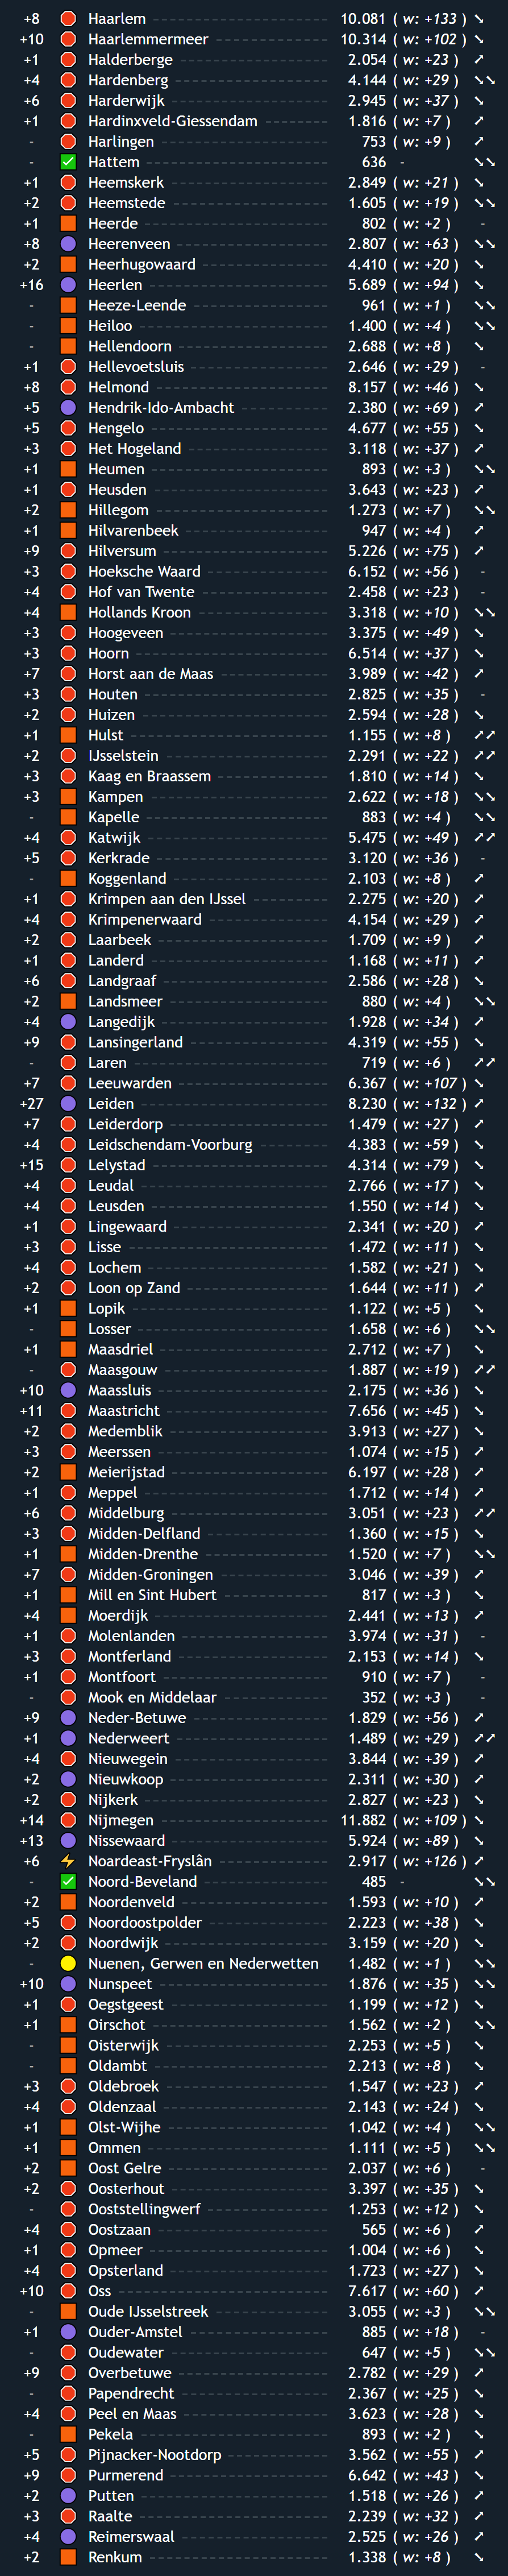 +8 Haarlem 10.081 ( w: +133 ) ➘
+10 Haarlemmermeer 10.314 ( w: +102 ) ➘
+1 Halderberge 2.054 ( w: +23 ) ➚
+4 Hardenberg 4.144 ( w: +29 ) ➘➘
+6 Harderwijk 2.945 ( w: +37 ) ➘
+1 Hardinxveld-Giessendam 1.816 ( w: +7 ) ➚
- Harlingen 753 ( w: +9 ) ➚
- Hattem 636 - ➘➘
+1 Heemskerk 2.849 ( w: +21 ) ➘
+2 Heemstede 1.605 ( w: +19 ) ➘➘
+1 Heerde 802 ( w: +2 ) -
+8 Heerenveen 2.807 ( w: +63 ) ➘➘
+2 Heerhugowaard 4.410 ( w: +20 ) ➘
+16 Heerlen 5.689 ( w: +94 ) ➘
- Heeze-Leende 961 ( w: +1 ) ➘➘
- Heiloo 1.400 ( w: +4 ) ➘➘
- Hellendoorn 2.688 ( w: +8 ) ➘
+1 Hellevoetsluis 2.646 ( w: +29 ) -
+8 Helmond 8.157 ( w: +46 ) ➘
+5 Hendrik-Ido-Ambacht 2.380 ( w: +69 ) ➚
+5 Hengelo 4.677 ( w: +55 ) ➘
+3 Het Hogeland 3.118 ( w: +37 ) ➚
+1 Heumen 893 ( w: +3 ) ➘➘
+1 Heusden 3.643 ( w: +23 ) ➚
+2 Hillegom 1.273 ( w: +7 ) ➘➘
+1 Hilvarenbeek 947 ( w: +4 ) ➚
+9 Hilversum 5.226 ( w: +75 ) ➚
+3 Hoeksche Waard 6.152 ( w: +56 ) -
+4 Hof van Twente 2.458 ( w: +23 ) -
+4 Hollands Kroon 3.318 ( w: +10 ) ➘➘
+3 Hoogeveen 3.375 ( w: +49 ) ➘
+3 Hoorn 6.514 ( w: +37 ) ➘
+7 Horst aan de Maas 3.989 ( w: +42 ) ➚
+3 Houten 2.825 ( w: +35 ) -
+2 Huizen 2.594 ( w: +28 ) ➘
+1 Hulst 1.155 ( w: +8 ) ➚➚
+2 IJsselstein 2.291 ( w: +22 ) ➚➚
+3 Kaag en Braassem 1.810 ( w: +14 ) ➘
+3 Kampen 2.622 ( w: +18 ) ➘➘
- Kapelle 883 ( w: +4 ) ➘➘
+4 Katwijk 5.475 ( w: +49 ) ➚➚
+5 Kerkrade 3.120 ( w: +36 ) -
- Koggenland 2.103 ( w: +8 ) ➚
+1 Krimpen aan den IJssel 2.275 ( w: +20 ) ➚
+4 Krimpenerwaard 4.154 ( w: +29 ) ➚
+2 Laarbeek 1.709 ( w: +9 ) ➚
+1 Landerd 1.168 ( w: +11 ) ➚
+6 Landgraaf 2.586 ( w: +28 ) ➘
+2 Landsmeer 880 ( w: +4 ) ➘➘
+4 Langedijk 1.928 ( w: +34 ) ➚
+9 Lansingerland 4.319 ( w: +55 ) ➘
- Laren 719 ( w: +6 ) ➚➚
+7 Leeuwarden 6.367 ( w: +107 ) ➘
+27 Leiden 8.230 ( w: +132 ) ➚
+7 Leiderdorp 1.479 ( w: +27 ) ➚
+4 Leidschendam-Voorburg 4.383 ( w: +59 ) ➘
+15 Lelystad 4.314 ( w: +79 ) ➘
+4 Leudal 2.766 ( w: +17 ) ➘
+4 Leusden 1.550 ( w: +14 ) ➘
+1 Lingewaard 2.341 ( w: +20 ) ➚
+3 Lisse 1.472 ( w: +11 ) ➘
+4 Lochem 1.582 ( w: +21 ) ➘
+2 Loon op Zand 1.644 ( w: +11 ) ➚
+1 Lopik 1.122 ( w: +5 ) ➘
- Losser 1.658 ( w: +6 ) ➘➘
+1 Maasdriel 2.712 ( w: +7 ) ➘
- Maasgouw 1.887 ( w: +19 ) ➚➚
+10 Maassluis 2.175 ( w: +36 ) ➘
+11 Maastricht 7.656 ( w: +45 ) ➘
+2 Medemblik 3.913 ( w: +27 ) ➘
+3 Meerssen 1.074 ( w: +15 ) ➚
+2 Meierijstad 6.197 ( w: +28 ) ➚
+1 Meppel 1.712 ( w: +14 ) ➚
+6 Middelburg 3.051 ( w: +23 ) ➚➚
+3 Midden-Delfland 1.360 ( w: +15 ) ➘
+1 Midden-Drenthe 1.520 ( w: +7 ) ➘➘
+7 Midden-Groningen 3.046 ( w: +39 ) ➚
+1 Mill en Sint Hubert 817 ( w: +3 ) ➘
+4 Moerdijk 2.441 ( w: +13 ) ➚
+1 Molenlanden 3.974 ( w: +31 ) -
+3 Montferland 2.153 ( w: +14 ) ➘
+1 Montfoort 910 ( w: +7 ) -
- Mook en Middelaar 352 ( w: +3 ) -
+9 Neder-Betuwe 1.829 ( w: +56 ) ➚
+1 Nederweert 1.489 ( w: +29 ) ➚➚
+4 Nieuwegein 3.844 ( w: +39 ) ➚
+2 Nieuwkoop 2.311 ( w: +30 ) ➚
+2 Nijkerk 2.827 ( w: +23 ) ➘
+14 Nijmegen 11.882 ( w: +109 ) ➘
+13 Nissewaard 5.924 ( w: +89 ) ➘
+6 Noardeast-Fryslân 2.917 ( w: +126 ) ➚
- Noord-Beveland 485 - ➘➘
+2 Noordenveld 1.593 ( w: +10 ) ➚
+5 Noordoostpolder 2.223 ( w: +38 ) ➘
+2 Noordwijk 3.159 ( w: +20 ) ➘
- Nuenen, Gerwen en Nederwetten 1.482 ( w: +1 ) ➘➘
+10 Nunspeet 1.876 ( w: +35 ) ➘➘
+1 Oegstgeest 1.199 ( w: +12 ) ➘
+1 Oirschot 1.562 ( w: +2 ) ➘➘
- Oisterwijk 2.253 ( w: +5 ) ➘
- Oldambt 2.213 ( w: +8 ) ➘
+3 Oldebroek 1.547 ( w: +23 ) ➚
+4 Oldenzaal 2.143 ( w: +24 ) ➘
+1 Olst-Wijhe 1.042 ( w: +4 ) ➘➘
+1 Ommen 1.111 ( w: +5 ) ➘➘
+2 Oost Gelre 2.037 ( w: +6 ) -
+2 Oosterhout 3.397 ( w: +35 ) ➘
- Ooststellingwerf 1.253 ( w: +12 ) ➘
+4 Oostzaan 565 ( w: +6 ) ➚
+1 Opmeer 1.004 ( w: +6 ) ➘
+4 Opsterland 1.723 ( w: +27 ) ➘
+10 Oss 7.617 ( w: +60 ) ➚
- Oude IJsselstreek 3.055 ( w: +3 ) ➘➘
+1 Ouder-Amstel 885 ( w: +18 ) -
- Oudewater 647 ( w: +5 ) ➘➘
+9 Overbetuwe 2.782 ( w: +29 ) ➚
- Papendrecht 2.367 ( w: +25 ) ➘
+4 Peel en Maas 3.623 ( w: +28 ) ➘
- Pekela 893 ( w: +2 ) ➘
+5 Pijnacker-Nootdorp 3.562 ( w: +55 ) ➚
+9 Purmerend 6.642 ( w: +43 ) ➘
+2 Putten 1.518 ( w: +26 ) ➚
+3 Raalte 2.239 ( w: +32 ) ➚
+4 Reimerswaal 2.525 ( w: +26 ) ➚
+2 Renkum 1.338 ( w: +8 ) ➘